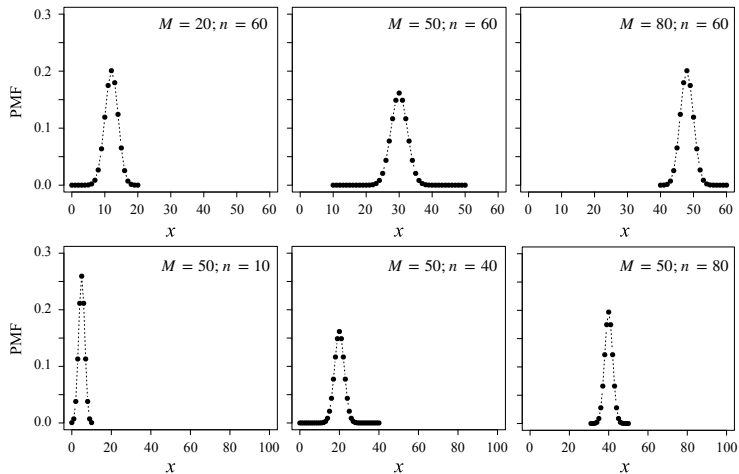 M = 20; n = 60
M = 50; n = 60
M = 80; n = 60
PMF
0.3
0.2
0.1
0.0
0 10 20 30 40 50 60
0 10 20 30 40 50 60
0 10 20 30 40 50 60
x
x
x
M = 50; n = 10
M = 50; n = 40
M = 50; n = 80
PMF
0.3
0.2
0.1
0.0
0 20 40 60 80 100
0 20 40 60 80 100
0 20 40 60 80 100
x
x
x